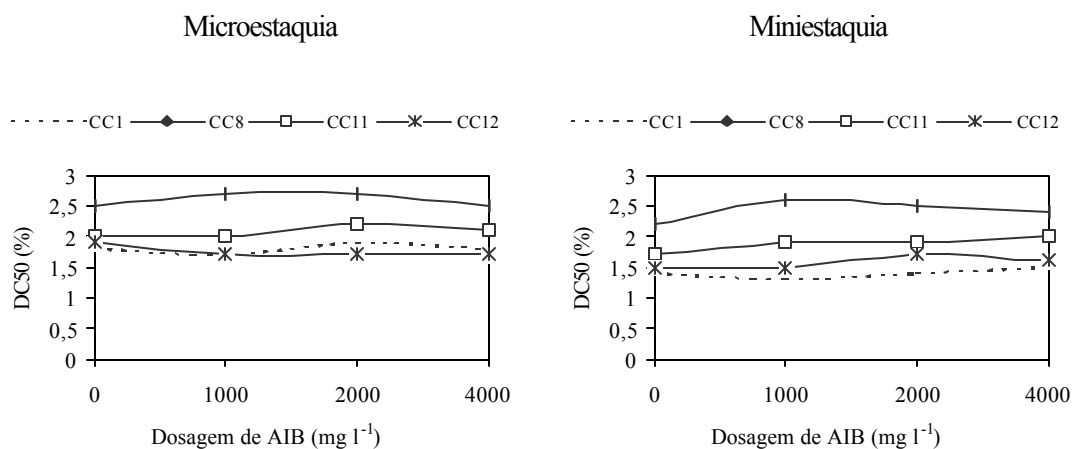 Microestaquia
CC1 CC8 CC11 CC12
3
2,5
2
1,5
1
0,5
0
DC50 (%)
0 1000 2000 4000
Dosagem de AIB (mg l⁻¹)
Miniestaquia
CC1 CC8 CC11 CC12
3
2,5
2
1,5
1
0,5
0
DC50 (%)
0 1000 2000 4000
Dosagem de AIB (mg l⁻¹)